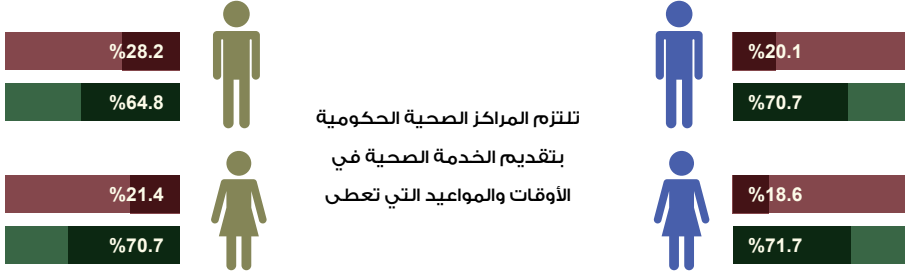 %20.1
%70.7
%18.6
%71.7
تلتزم المراكز الصحية الحكومية
بتقديم الخدمة الصحية في
الأوقات والمواعيد التي تعطى
%28.2
%64.8
%21.4
%70.7